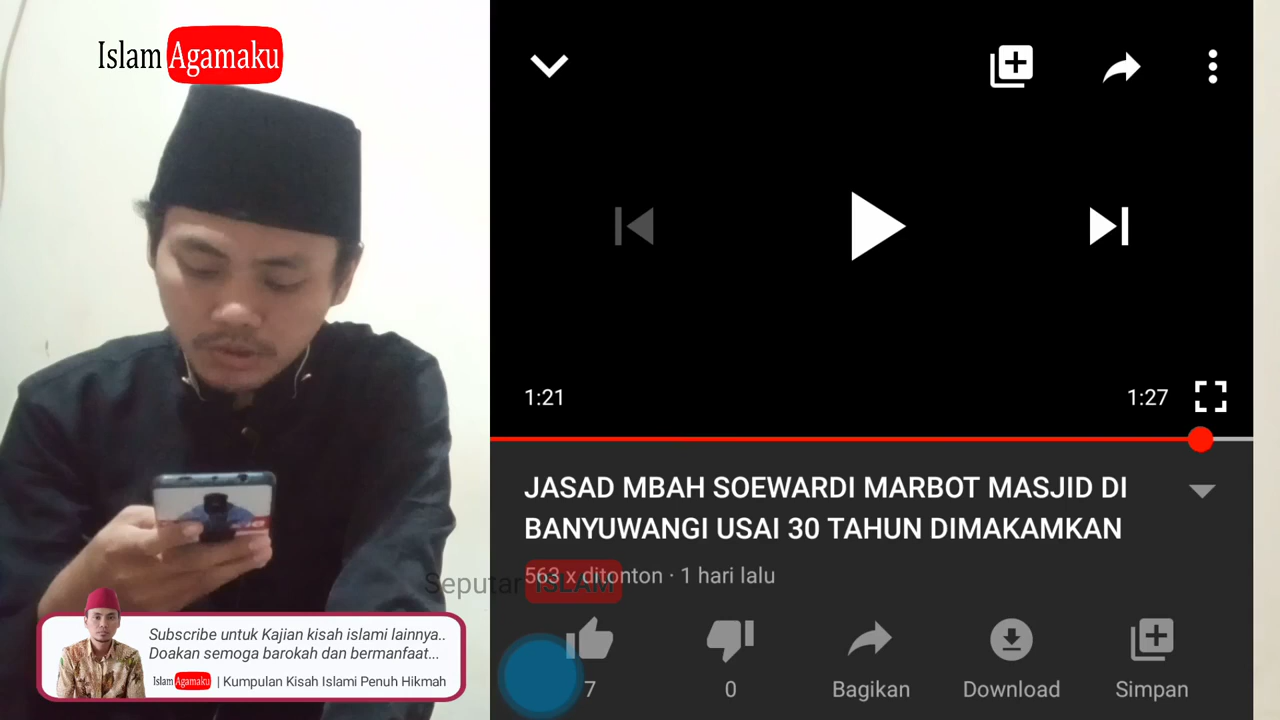 Islam Agamaku
1:21
1:27
JASAD MBAH SOEWARDI MARBOT MASJID DI
BANYUWANGI USAI 30 TAHUN DIMAKAMKAN
563 x ditonton · 1 hari lalu
Seputar ISLAM
7
0
Bagikan
Download
Simpan
Subscribe untuk Kajian kisah islami lainnya..
Doakan semoga barokah dan bermanfaat...
Islam Agamaku | Kumpulan Kisah Islami Penuh Hikmah